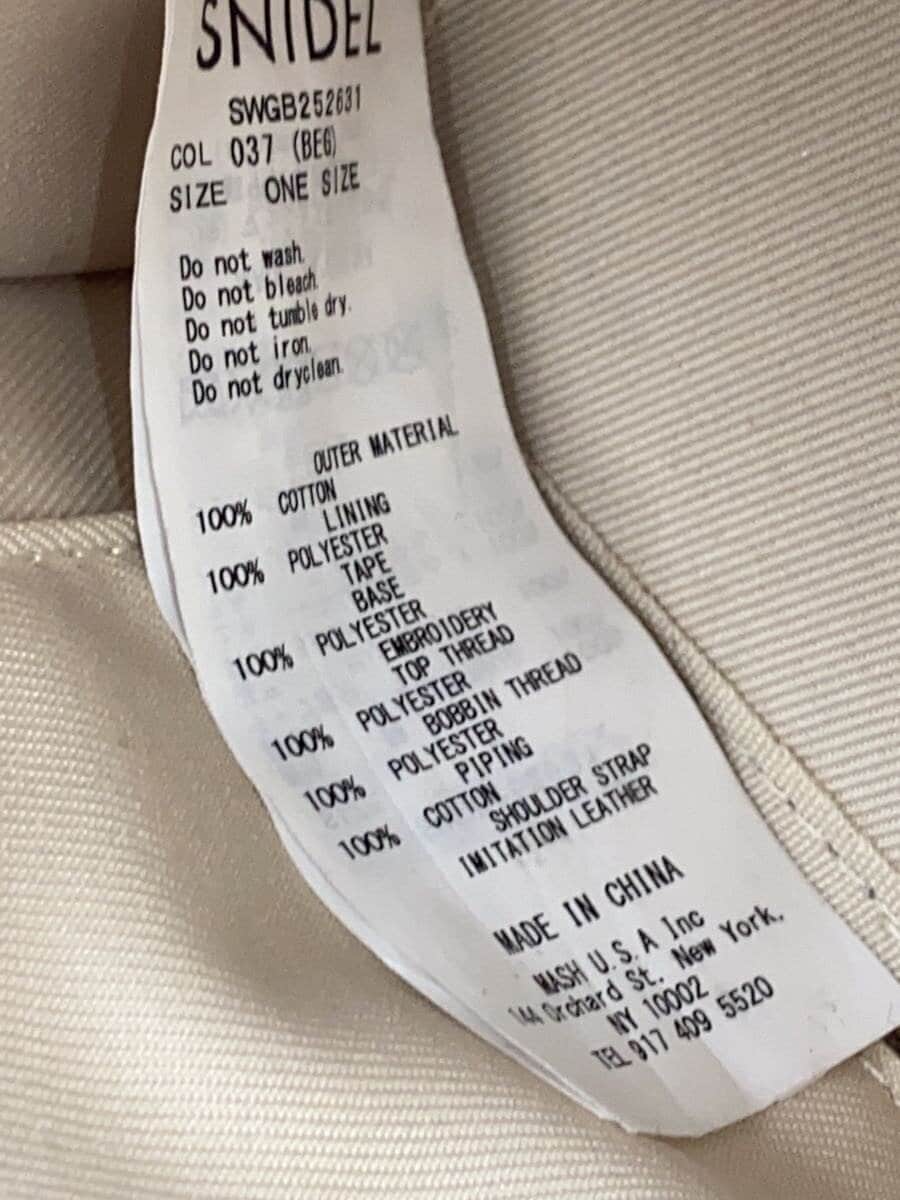 SNIDEL
SWGB252631
COL 037 (BEG)
SIZE ONE SIZE
Do not wash.
Do not bleach.
Do not tumble dry.
Do not iron.
Do not dryclean.
OUTER MATERIAL
100% COTTON
LINING
100% POLYESTER
TAPE
BASE
100% POLYESTER
EMBROIDERY
TOP THREAD
100% POLYESTER
BOBBIN THREAD
100% POLYESTER
PIPING
100% COTTON
SHOULDER STRAP
IMITATION LEATHER
MADE IN CHINA
MASH U.S.A Inc
144 Orchard St. New York,
NY 10002
TEL 917 409 5520